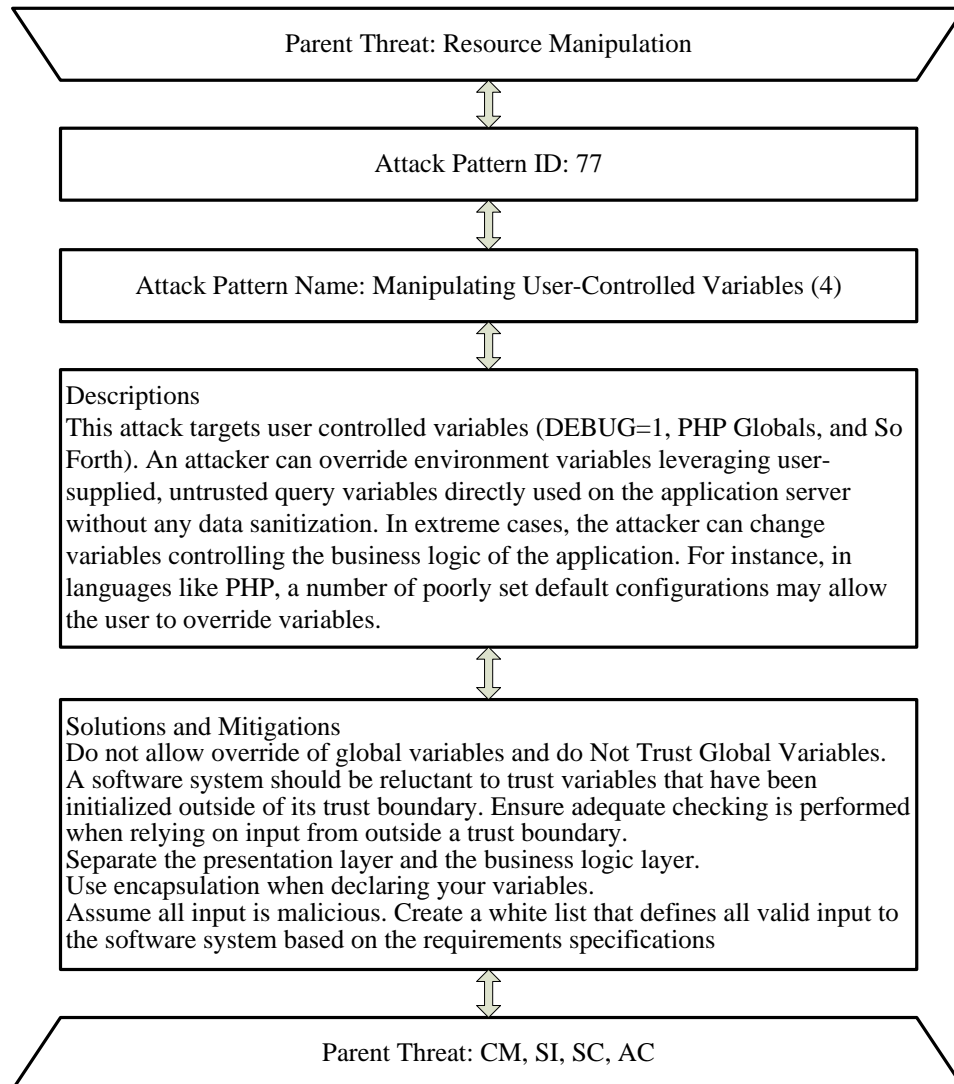 Parent Threat: Resource Manipulation
Attack Pattern ID: 77
Attack Pattern Name: Manipulating User-Controlled Variables (4)
Descriptions
This attack targets user controlled variables (DEBUG=1, PHP Globals, and So
Forth). An attacker can override environment variables leveraging user-
supplied, untrusted query variables directly used on the application server
without any data sanitization. In extreme cases, the attacker can change
variables controlling the business logic of the application. For instance, in
languages like PHP, a number of poorly set default configurations may allow
the user to override variables.
Solutions and Mitigations
Do not allow override of global variables and do Not Trust Global Variables.
A software system should be reluctant to trust variables that have been
initialized outside of its trust boundary. Ensure adequate checking is performed
when relying on input from outside a trust boundary.
Separate the presentation layer and the business logic layer.
Use encapsulation when declaring your variables.
Assume all input is malicious. Create a white list that defines all valid input to
the software system based on the requirements specifications
Parent Threat: CM, SI, SC, AC